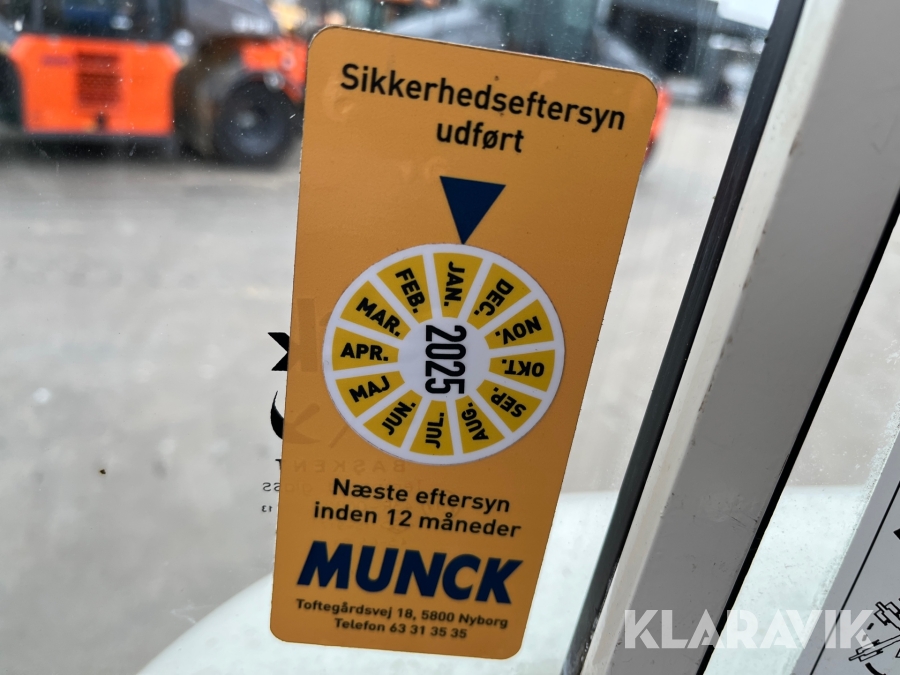 Sikkerhedseftersyn
udført
JAN.
DEC.
NOV.
OKT.
SEP.
AUG.
JUL.
JUN.
MAJ
APR.
MAR.
FEB.
2025
Næste eftersyn
inden 12 måneder
MUNCK
Toftegårdsvej 18, 5800 Nyborg
Telefon 63 31 35 35
KLARAVIK